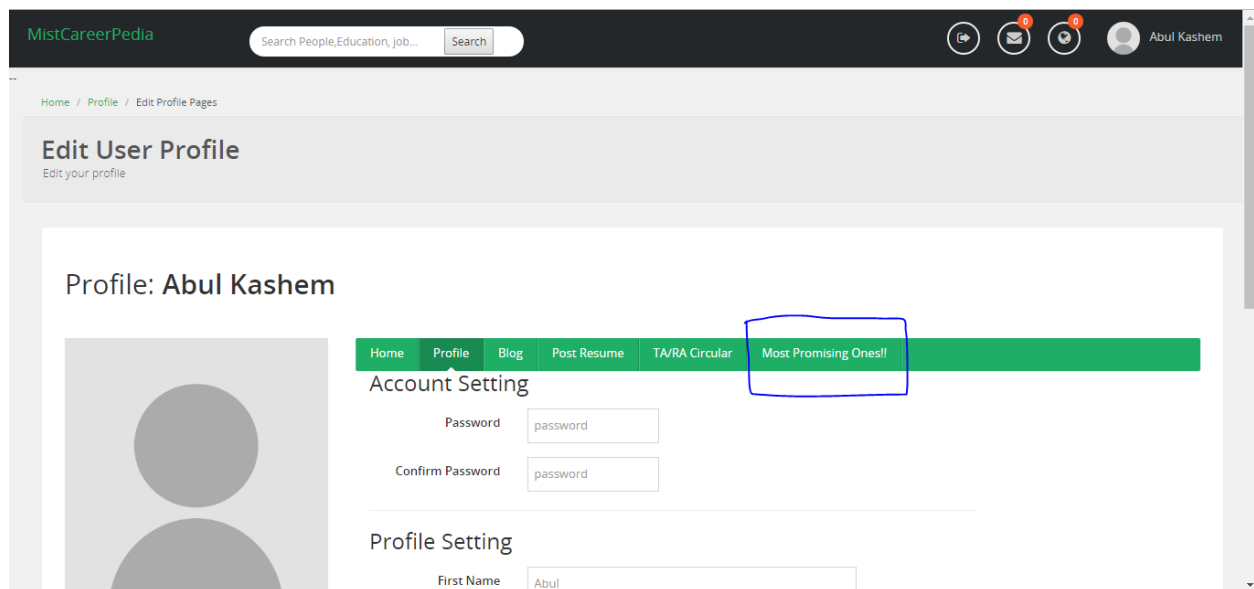 MistCareerPedia
Search People,Education, job... Search
0 0
Abul Kashem
--
Home / Profile / Edit Profile Pages
Edit User Profile
Edit your profile
Profile: Abul Kashem
Home Profile Blog Post Resume TA/RA Circular Most Promising Ones!!
Account Setting
Password password
Confirm Password password
Profile Setting
First Name Abul